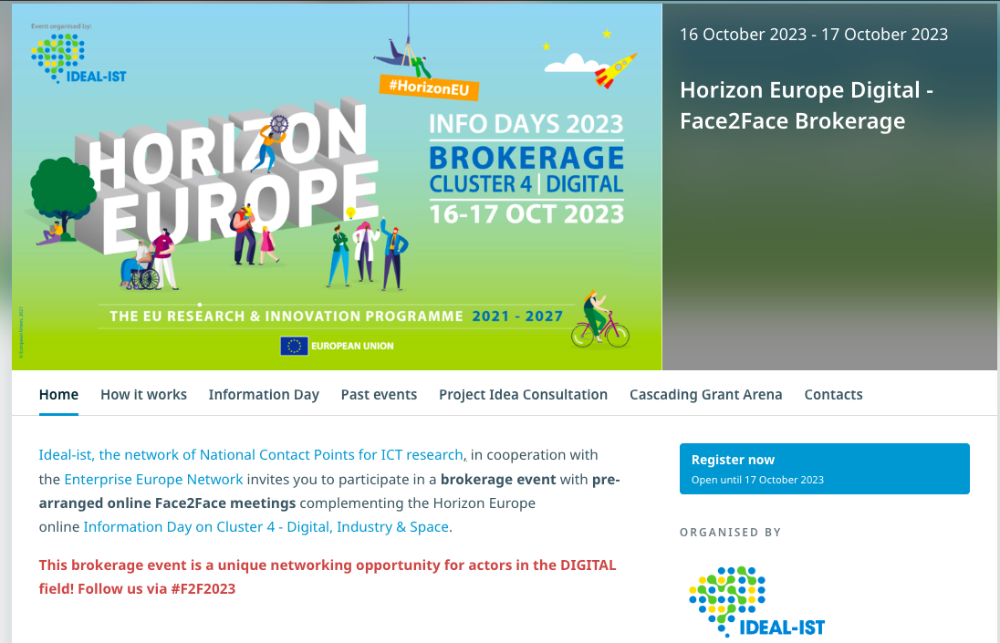 Event organised by:
IDEAL-IST
#HorizonEU
HORIZON
EUROPE
INFO DAYS 2023
BROKERAGE
CLUSTER 4 | DIGITAL
16-17 OCT 2023
THE EU RESEARCH & INNOVATION PROGRAMME 2021 - 2027
EUROPEAN UNION
© European Union, 2021
16 October 2023 - 17 October 2023
Horizon Europe Digital -
Face2Face Brokerage
Home How it works Information Day Past events Project Idea Consultation Cascading Grant Arena Contacts
Ideal-ist, the network of National Contact Points for ICT research, in cooperation with
the Enterprise Europe Network invites you to participate in a brokerage event with pre-
arranged online Face2Face meetings complementing the Horizon Europe
online Information Day on Cluster 4 - Digital, Industry & Space.
This brokerage event is a unique networking opportunity for actors in the DIGITAL
field! Follow us via #F2F2023
Register now
Open until 17 October 2023
ORGANISED BY
IDEAL-IST